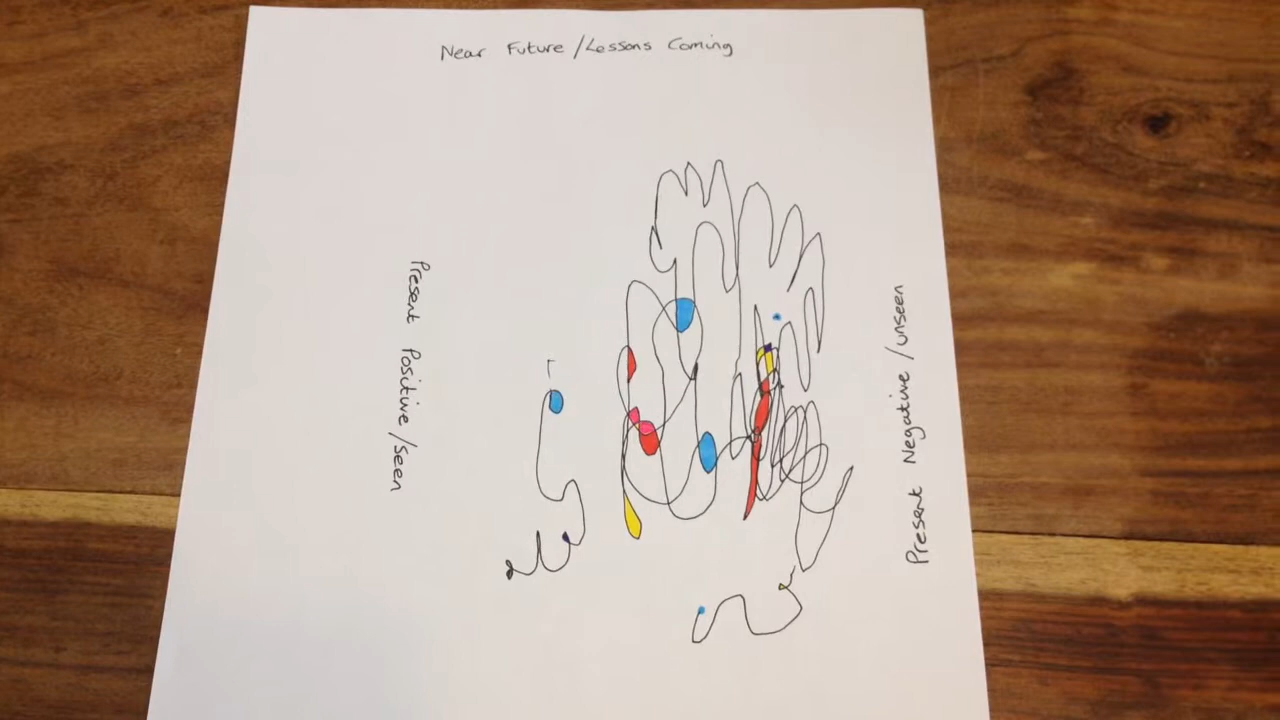 Near Future/Lessons Coming
Present Positive/seen
Present Negative/unseen